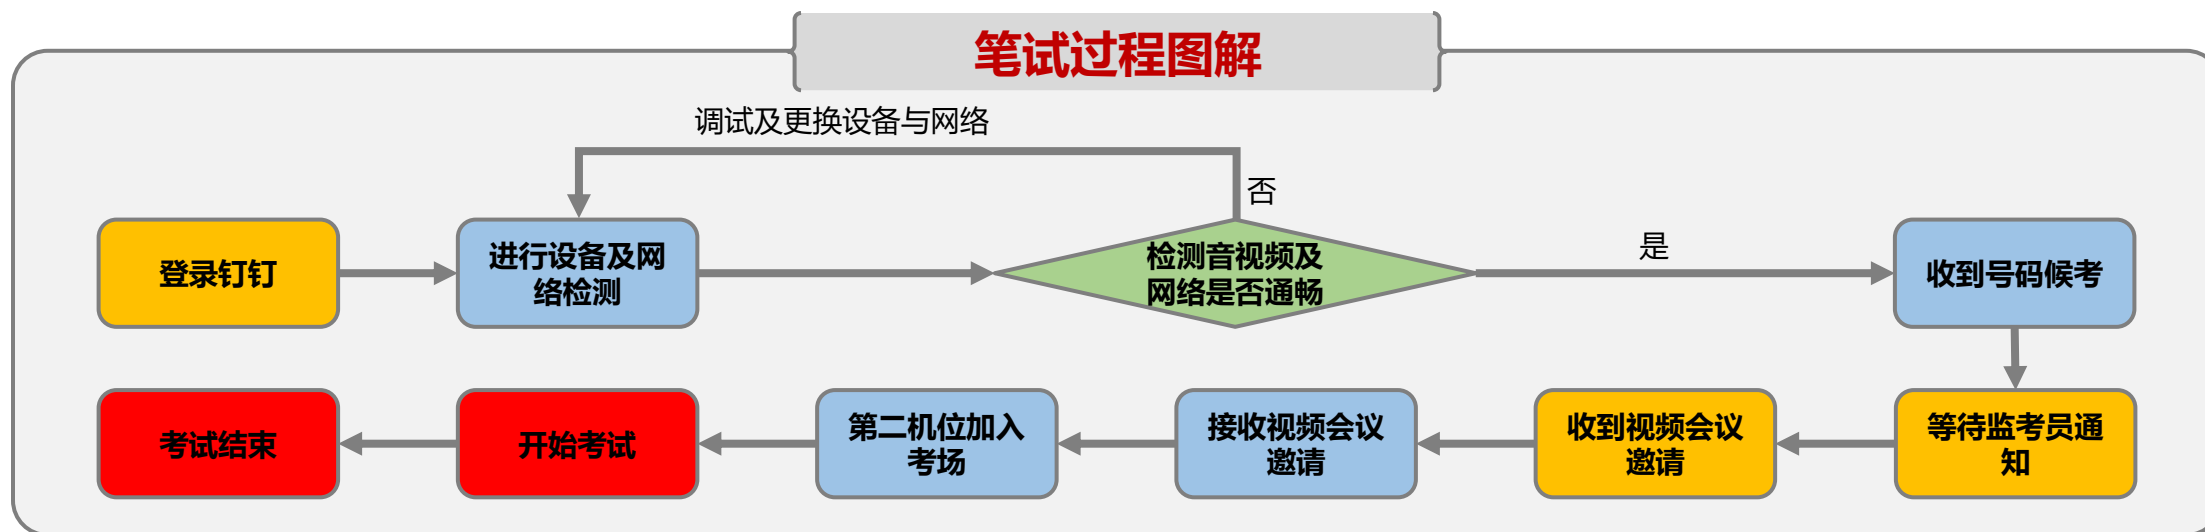 笔试过程图解
调试及更换设备与网络
否
登录钉钉
进行设备及网
络检测
检测音视频及
网络是否通畅
是
收到号码候考
考试结束
开始考试
第二机位加入
考场
接收视频会议
邀请
收到视频会议
邀请
等待监考员通
知